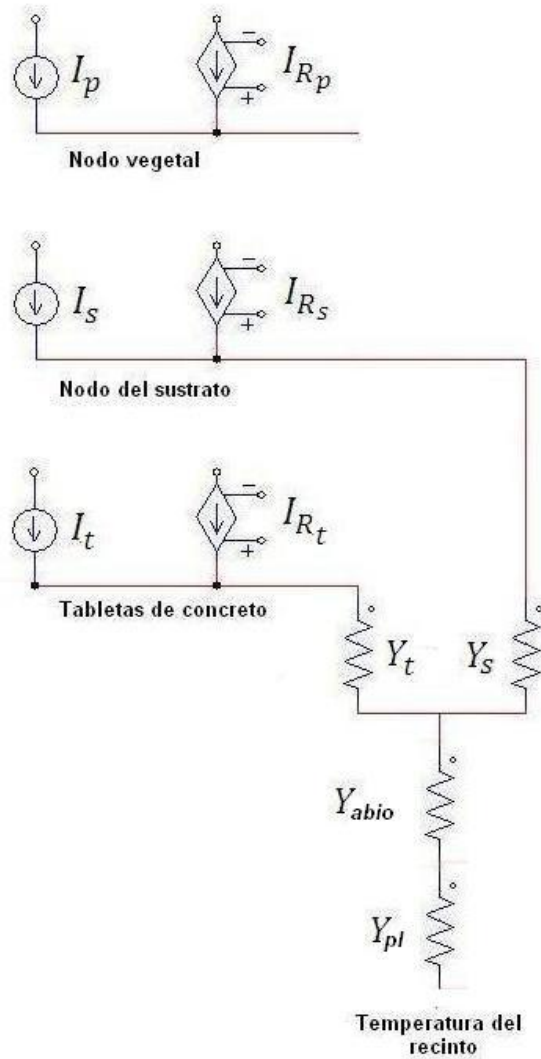 −
I_p
I_{R_p}
+
Nodo vegetal
−
I_s
I_{R_s}
+
Nodo del sustrato
−
I_t
I_{R_t}
+
Tabletas de concreto
Y_t
Y_s
Y_{abio}
Y_{pl}
Temperatura del
recinto